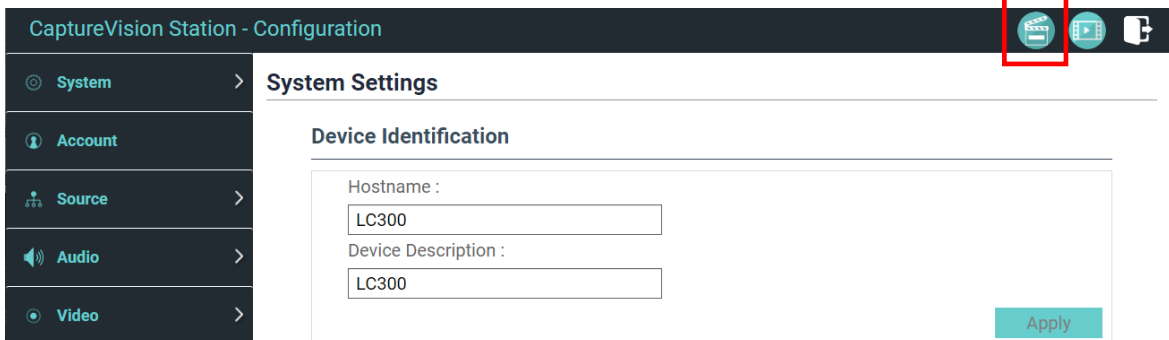 CaptureVision Station - Configuration
System
Account
Source
Audio
Video
System Settings
Device Identification
Hostname :
LC300
Device Description :
LC300
Apply